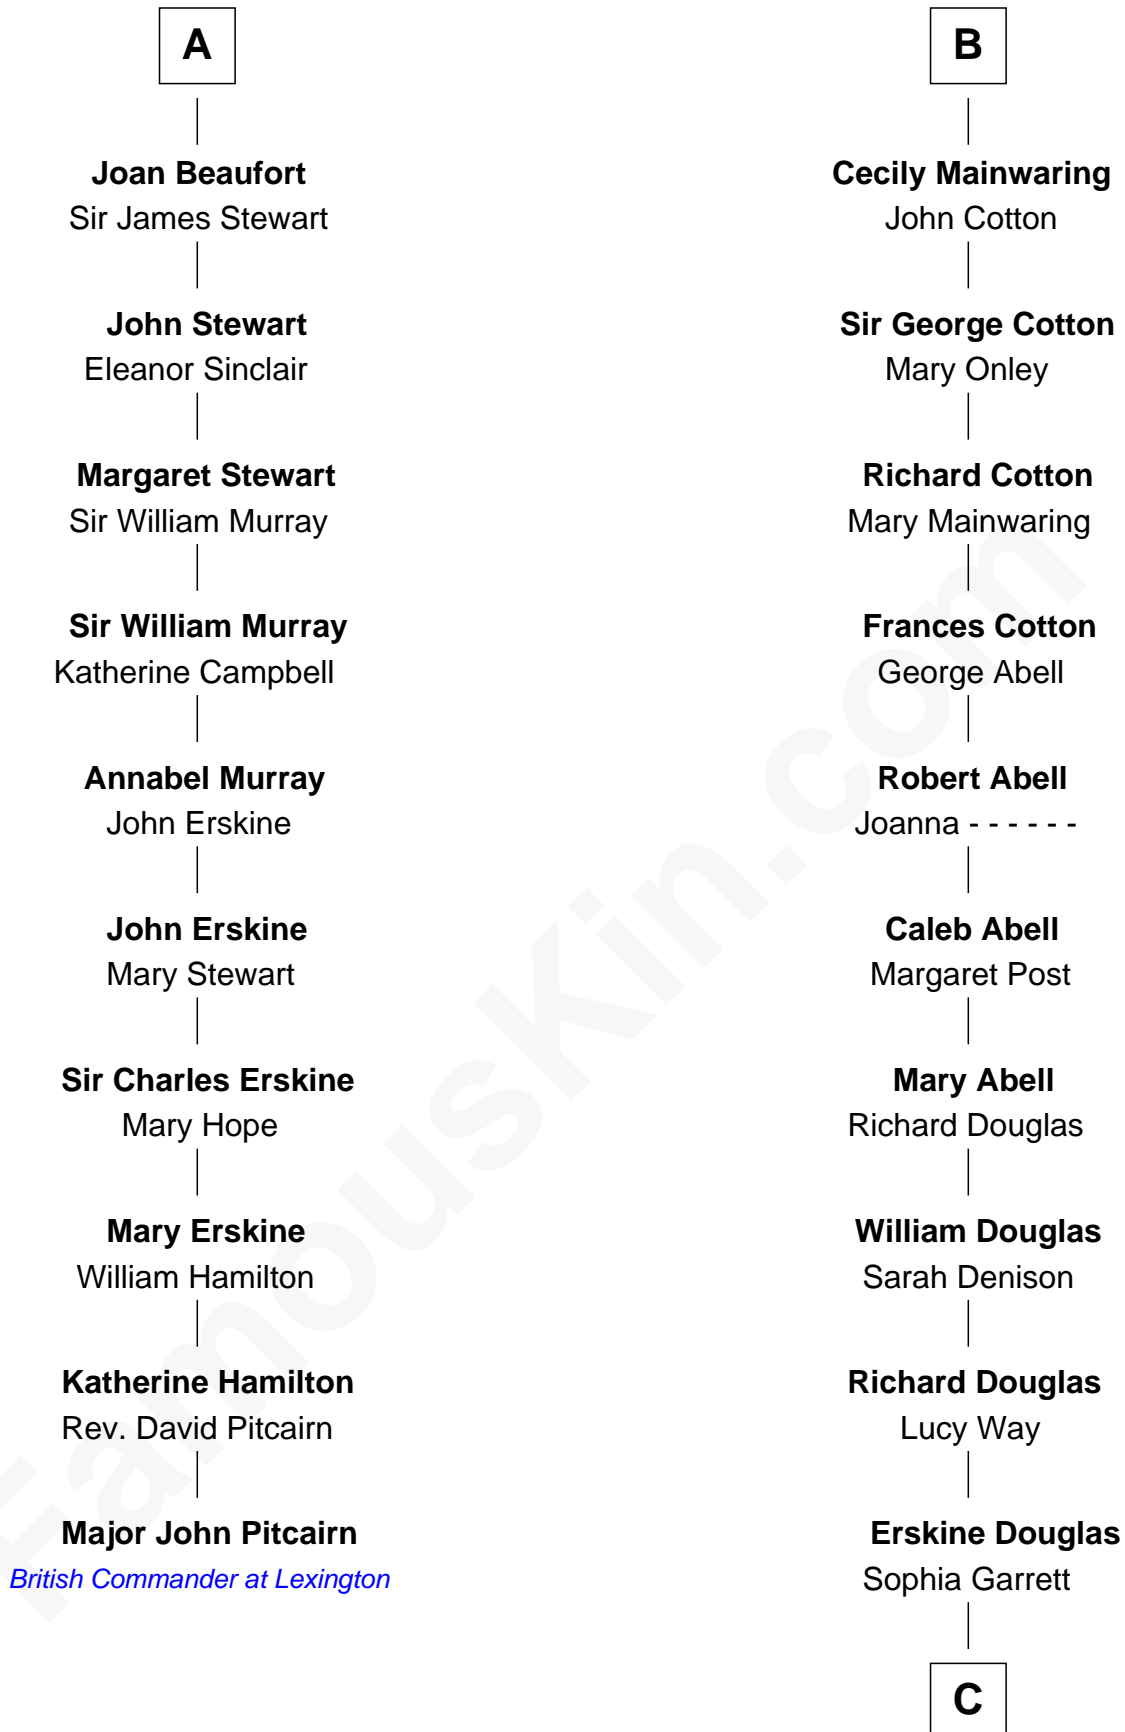 A
Joan Beaufort
Sir James Stewart
John Stewart
Eleanor Sinclair
Margaret Stewart
Sir William Murray
Sir William Murray
Katherine Campbell
Annabel Murray
John Erskine
John Erskine
Mary Stewart
Sir Charles Erskine
Mary Hope
Mary Erskine
William Hamilton
Katherine Hamilton
Rev. David Pitcairn
Major John Pitcairn
British Commander at Lexington
B
Cecily Mainwaring
John Cotton
Sir George Cotton
Mary Onley
Richard Cotton
Mary Mainwaring
Frances Cotton
George Abell
Robert Abell
Joanna - - - - - -
Caleb Abell
Margaret Post
Mary Abell
Richard Douglas
William Douglas
Sarah Denison
Richard Douglas
Lucy Way
Erskine Douglas
Sophia Garrett
C
FamousKin.com